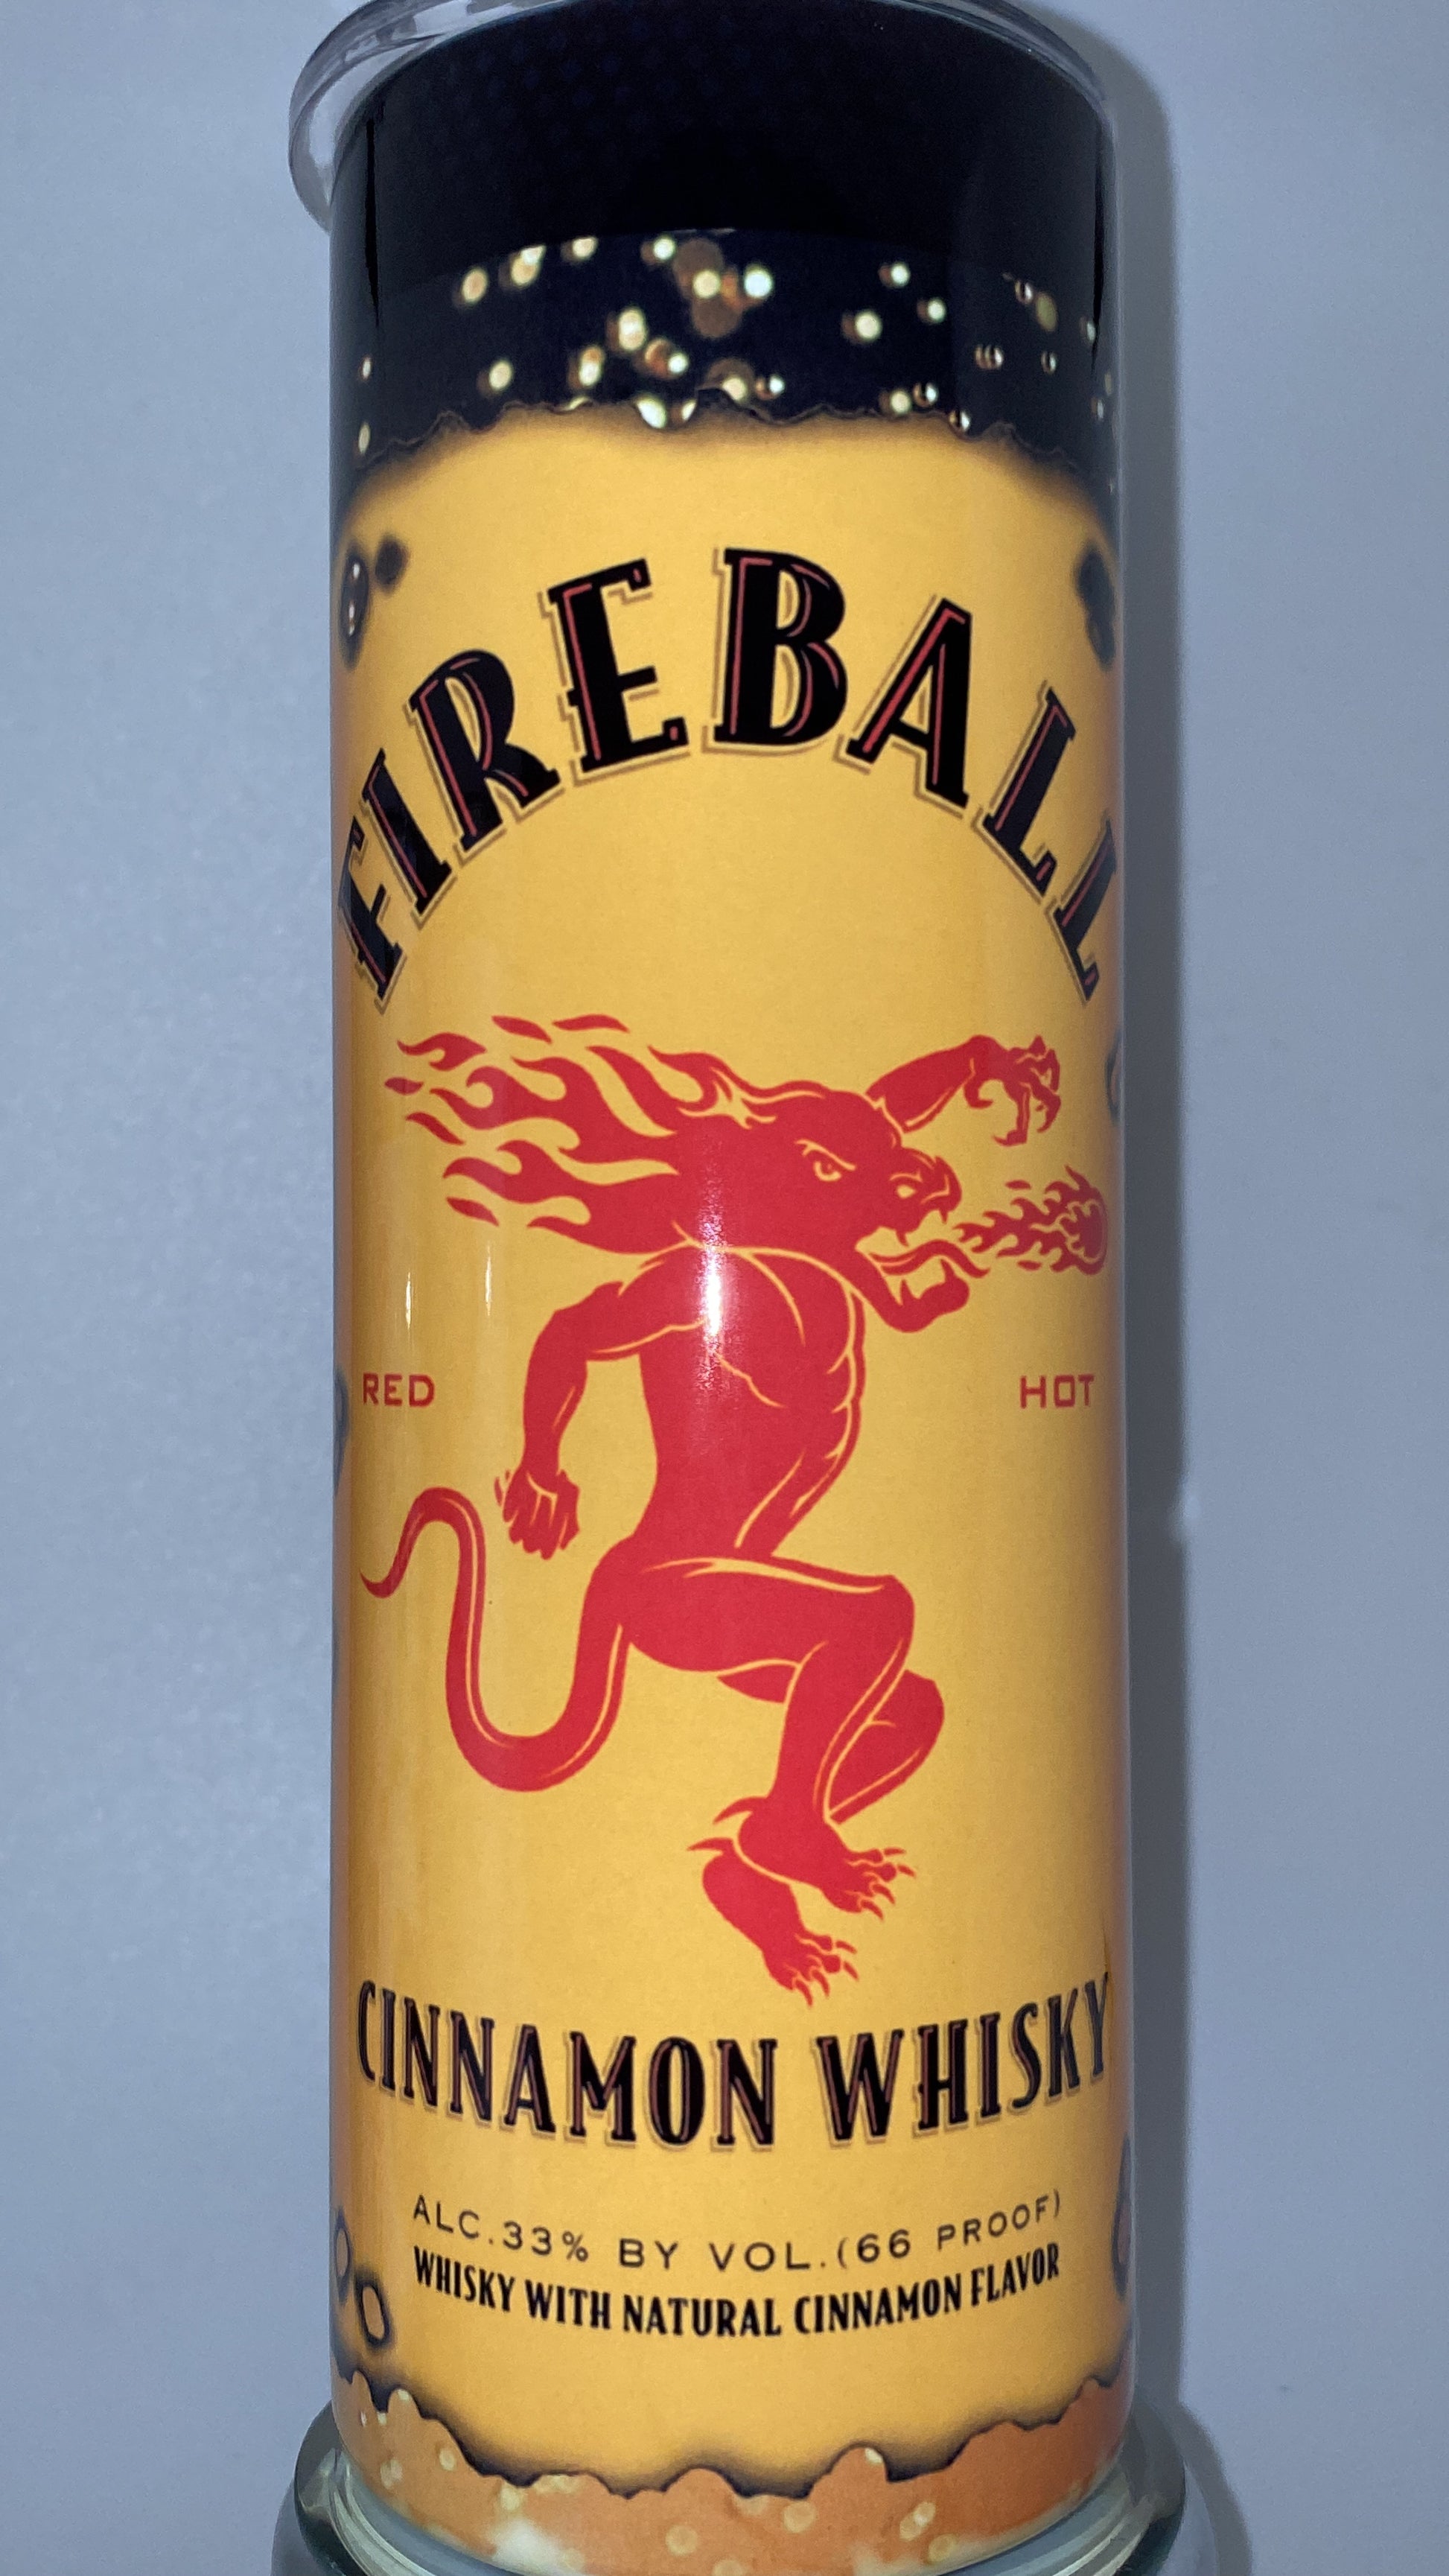 FIREBALL
RED HOT
CINNAMON WHISKY
ALC.33% BY VOL.(66 PROOF)
WHISKY WITH NATURAL CINNAMON FLAVOR